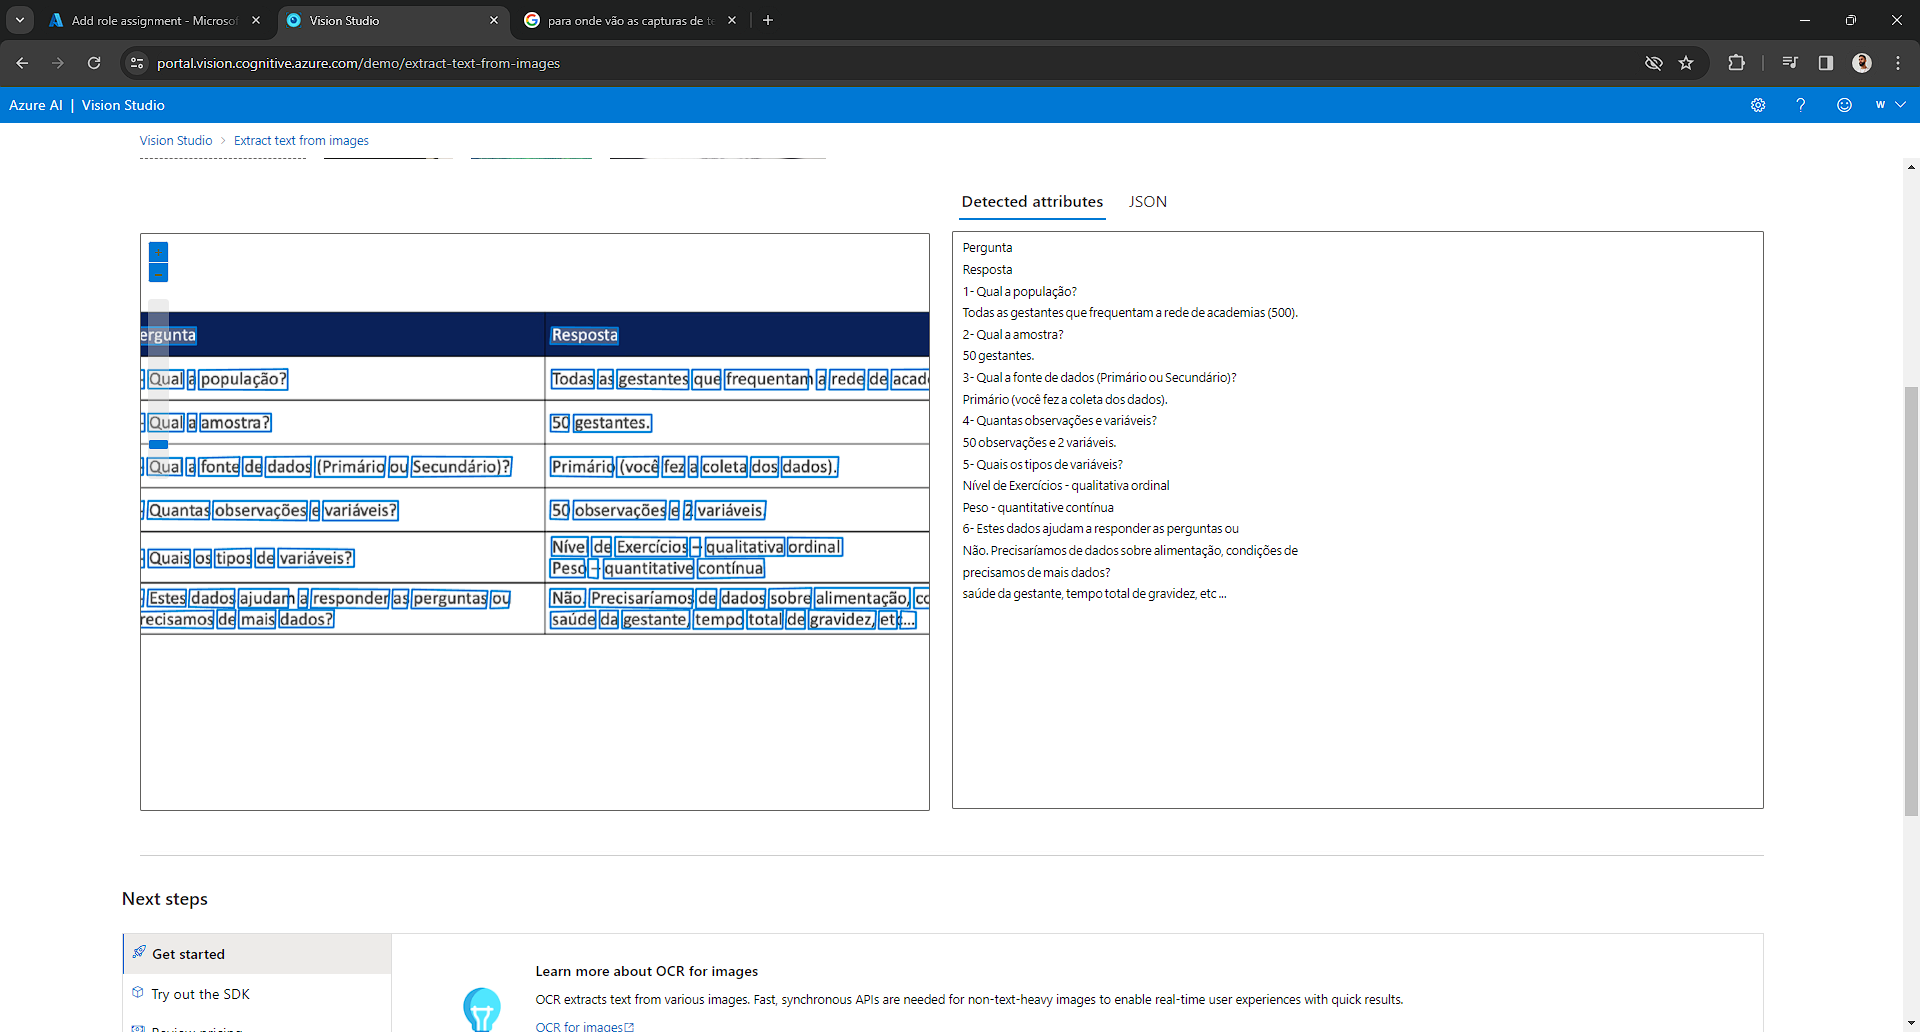 Add role assignment - Microsof
Vision Studio
para onde vão as capturas de te
portal.vision.cognitive.azure.com/demo/extract-text-from-images
Azure AI | Vision Studio
W
Vision Studio > Extract text from images
Detected attributes
JSON
ergunta
Resposta
Qual a população?
Todas as gestantes que frequentam a rede de acad
Qual a amostra?
50 gestantes.
Qual a fonte de dados (Primário ou Secundário)?
Primário (você fez a coleta dos dados).
Quantas observações e variáveis?
50 observações e 2 variáveis.
Quais os tipos de variáveis?
Nível de Exercícios – qualitativa ordinal
Peso – quantitative contínua
Estes dados ajudam a responder as perguntas ou
recisamos de mais dados?
Não. Precisaríamos de dados sobre alimentação, co
saúde da gestante, tempo total de gravidez, etc...
Pergunta
Resposta
1- Qual a população?
Todas as gestantes que frequentam a rede de academias (500).
2- Qual a amostra?
50 gestantes.
3- Qual a fonte de dados (Primário ou Secundário)?
Primário (você fez a coleta dos dados).
4- Quantas observações e variáveis?
50 observações e 2 variáveis.
5- Quais os tipos de variáveis?
Nível de Exercícios - qualitativa ordinal
Peso - quantitative contínua
6- Estes dados ajudam a responder as perguntas ou
Não. Precisaríamos de dados sobre alimentação, condições de
precisamos de mais dados?
saúde da gestante, tempo total de gravidez, etc ...
Next steps
Get started
Try out the SDK
Review pricing
Learn more about OCR for images
OCR extracts text from various images. Fast, synchronous APIs are needed for non-text-heavy images to enable real-time user experiences with quick results.
OCR for images